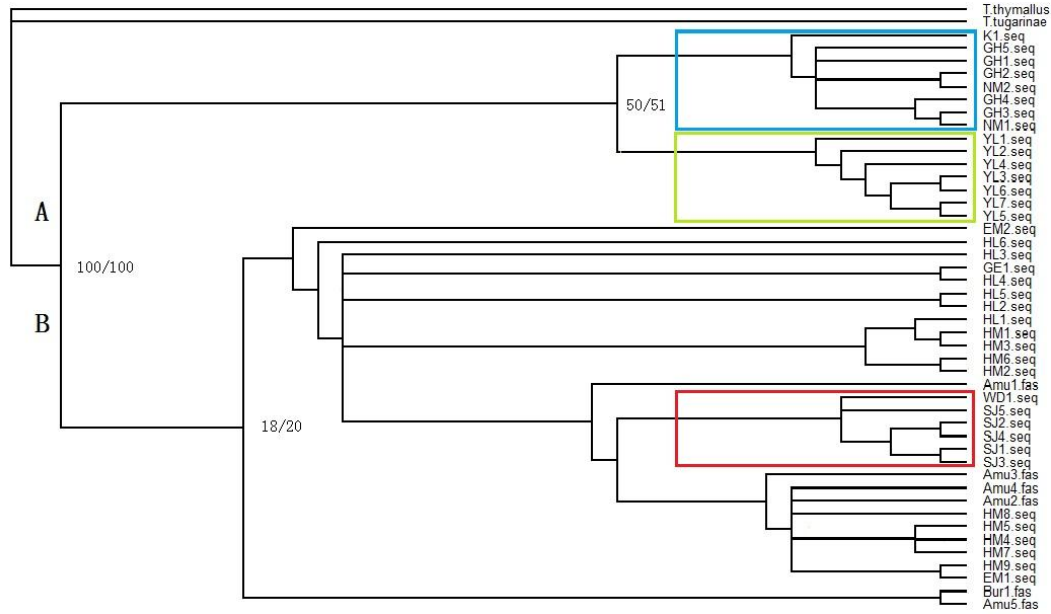 T.thymallus
T.tugarinae
K1.seq
GH5.seq
GH1.seq
GH2.seq
NM2.seq
GH4.seq
GH3.seq
NM1.seq
50/51
YL1.seq
YL2.seq
YL4.seq
YL3.seq
YL6.seq
YL7.seq
YL5.seq
A
EM2.seq
HL6.seq
HL3.seq
100/100
GE1.seq
HL4.seq
HL5.seq
HL2.seq
B
HL1.seq
HM1.seq
HM3.seq
HM6.seq
HM2.seq
Amu1.fas
WD1.seq
SJ5.seq
18/20
SJ2.seq
SJ4.seq
SJ1.seq
SJ3.seq
Amu3.fas
Amu4.fas
Amu2.fas
HM8.seq
HM5.seq
HM4.seq
HM7.seq
HM9.seq
EM1.seq
Bur1.fas
Amu5.fas